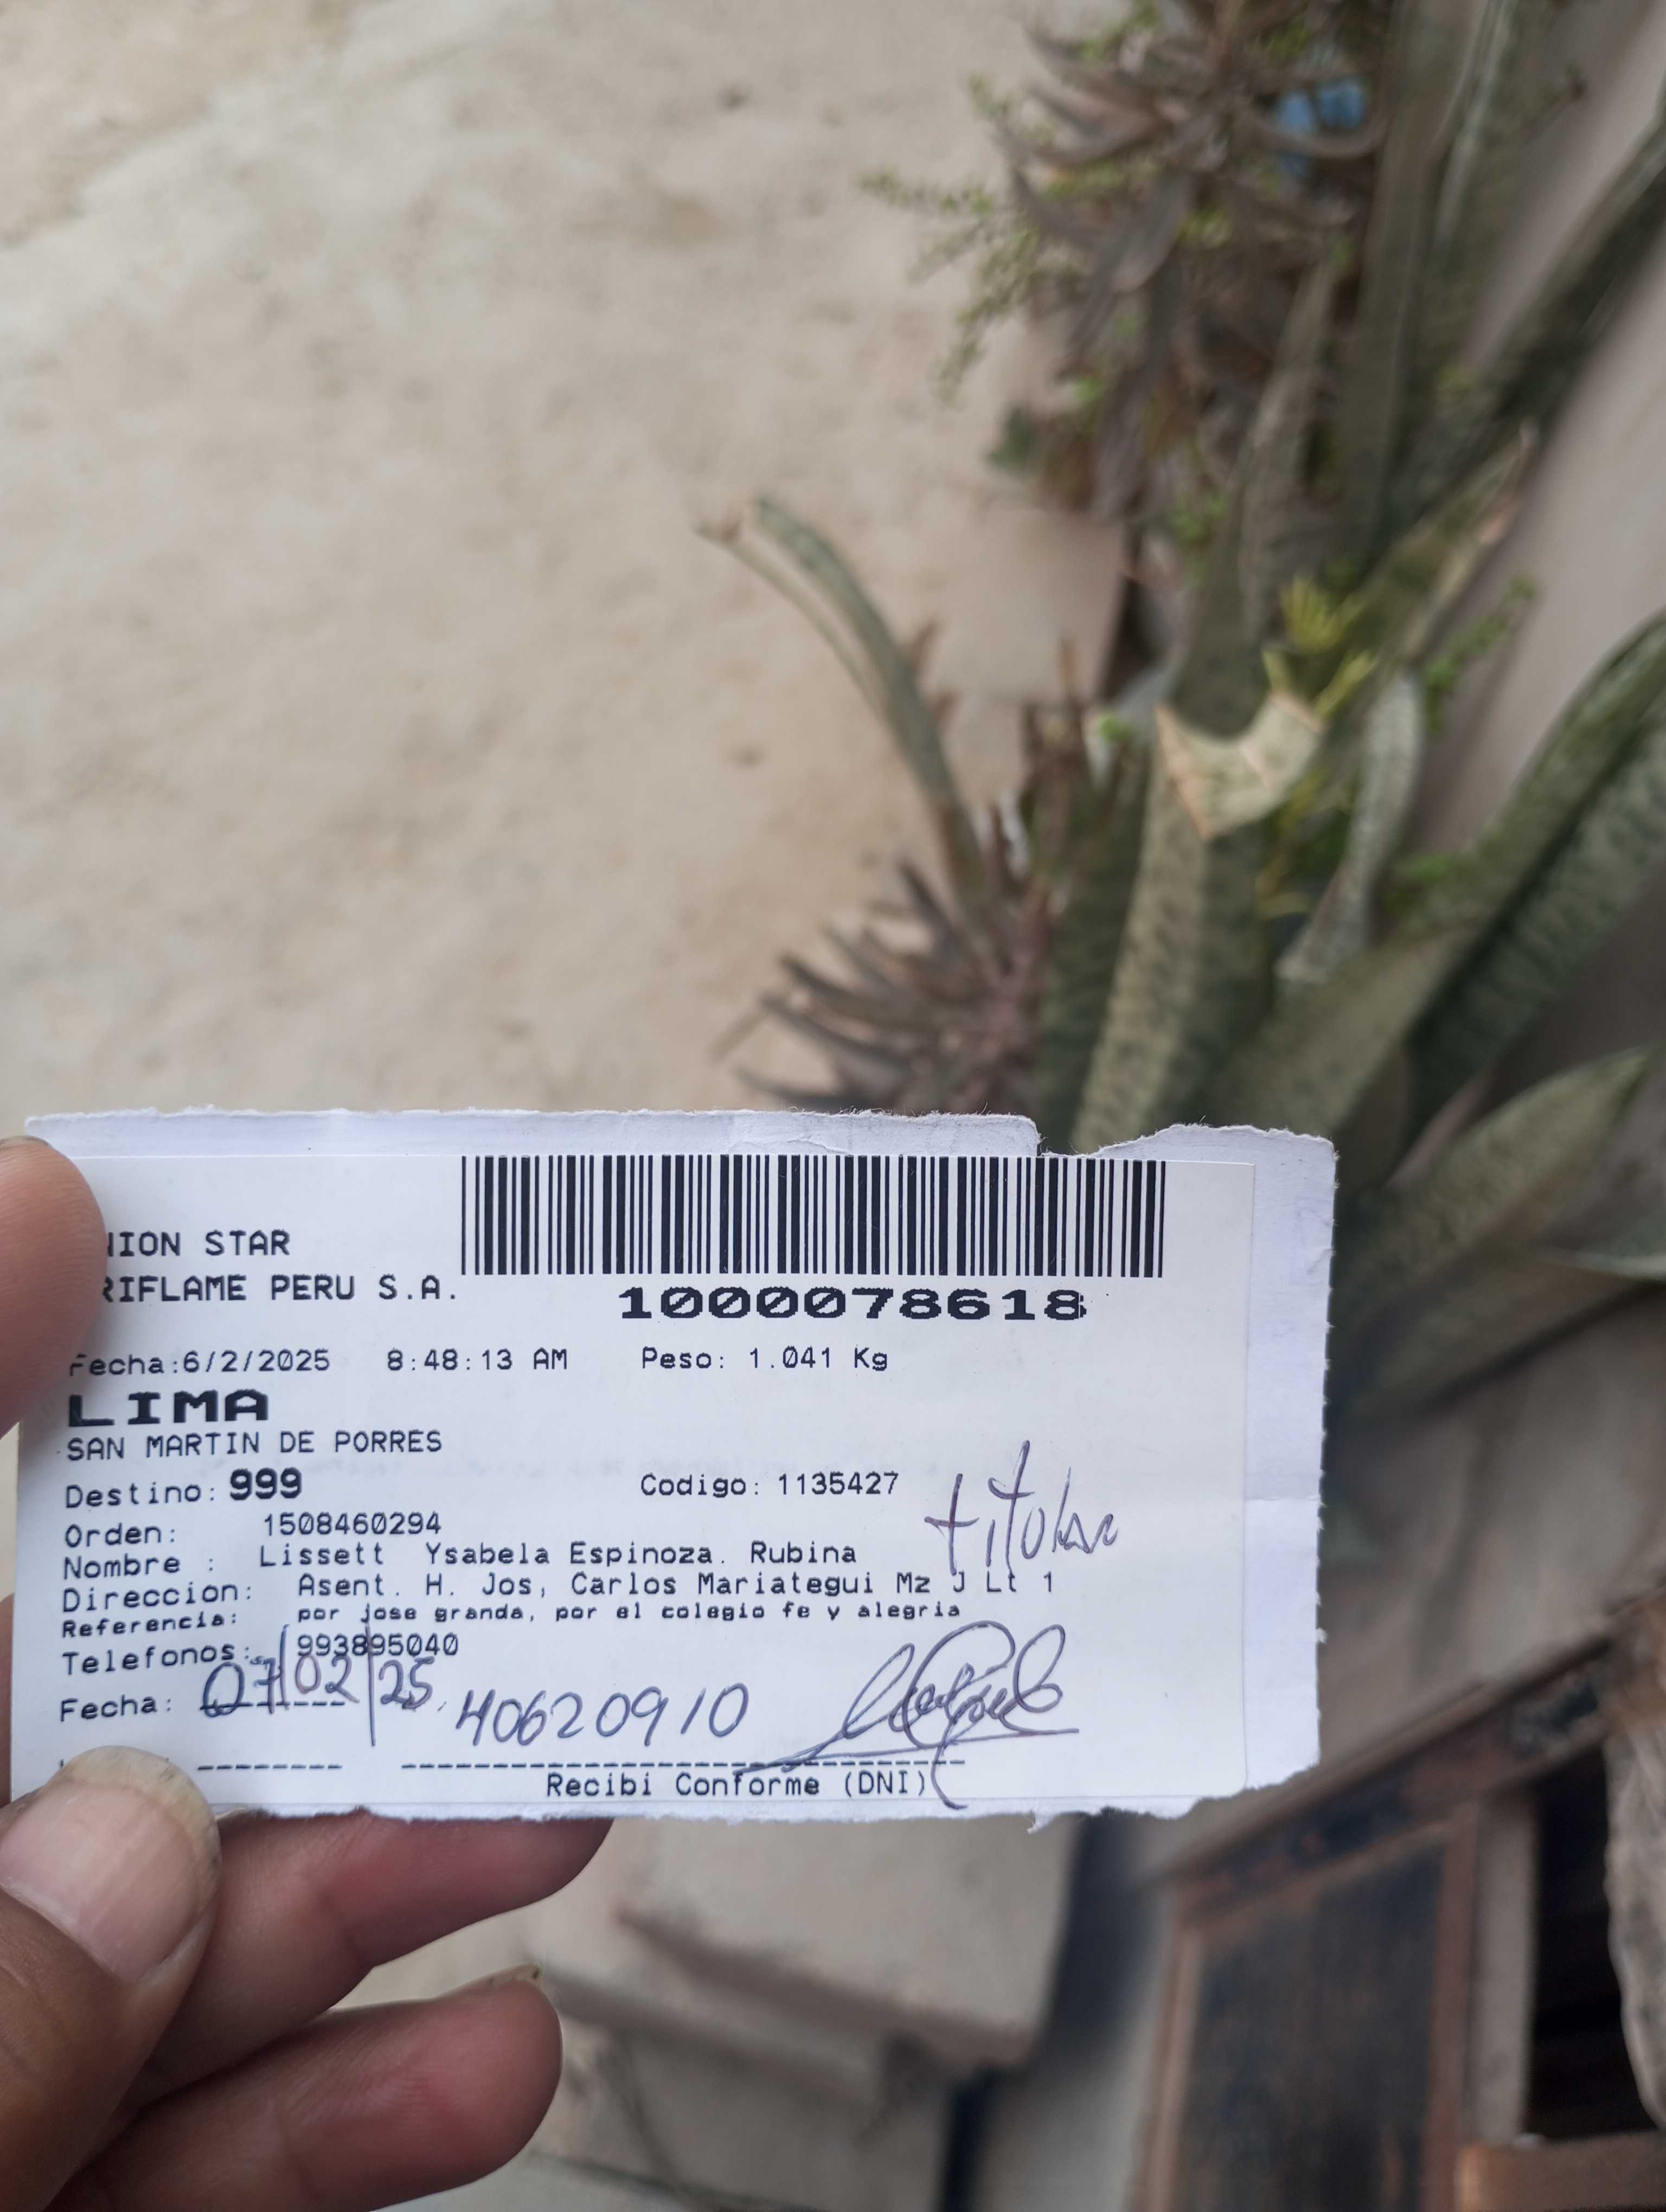 NION STAR
RIFLAME PERU S.A.
1000078618
Fecha:6/2/2025 8:48:13 AM Peso: 1.041 Kg
LIMA
SAN MARTIN DE PORRES
Destino: 999 Codigo: 1135427
titular
Orden: 1508460294
Nombre : Lissett Ysabela Espinoza. Rubina
Direccion: Asent. H. Jos, Carlos Mariategui Mz J Lt 1
Referencia: por jose granda, por el colegio fe y alegria
Telefonos: 993895040
Fecha: 07/02/25 40620910
Recibi Conforme (DNI)